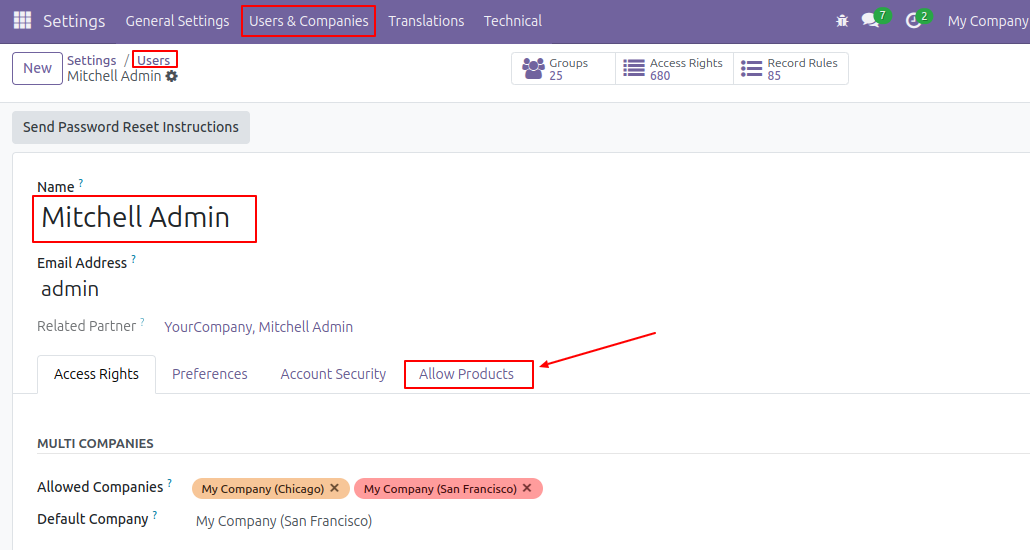 Settings General Settings Users & Companies Translations Technical 7 2 My Company
New Settings / Users
Mitchell Admin
Groups 25 Access Rights 680 Record Rules 85
Send Password Reset Instructions
Name ?
Mitchell Admin
Email Address ?
admin
Related Partner ? YourCompany, Mitchell Admin
Access Rights Preferences Account Security Allow Products
MULTI COMPANIES
Allowed Companies ? My Company (Chicago) × My Company (San Francisco) ×
Default Company ? My Company (San Francisco)